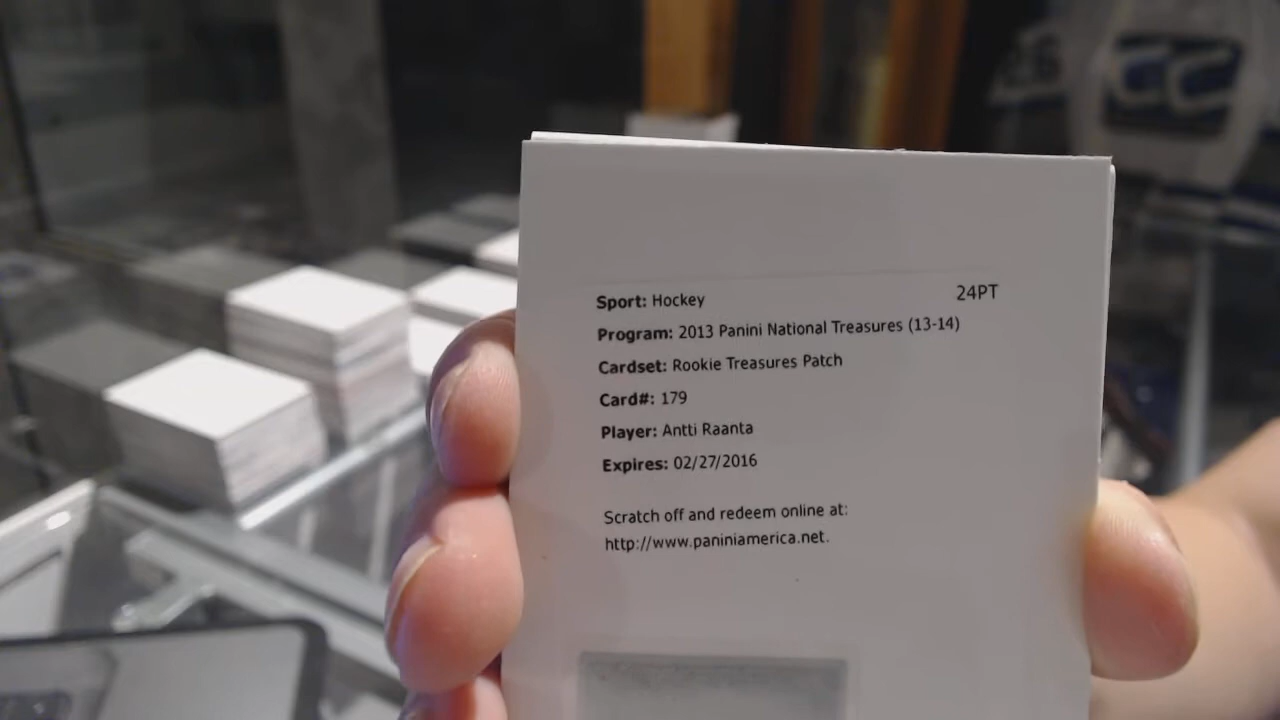 Sport: Hockey 24PT
Program: 2013 Panini National Treasures (13-14)
Cardset: Rookie Treasures Patch
Card#: 179
Player: Antti Raanta
Expires: 02/27/2016
Scratch off and redeem online at:
http://www.paniniamerica.net.